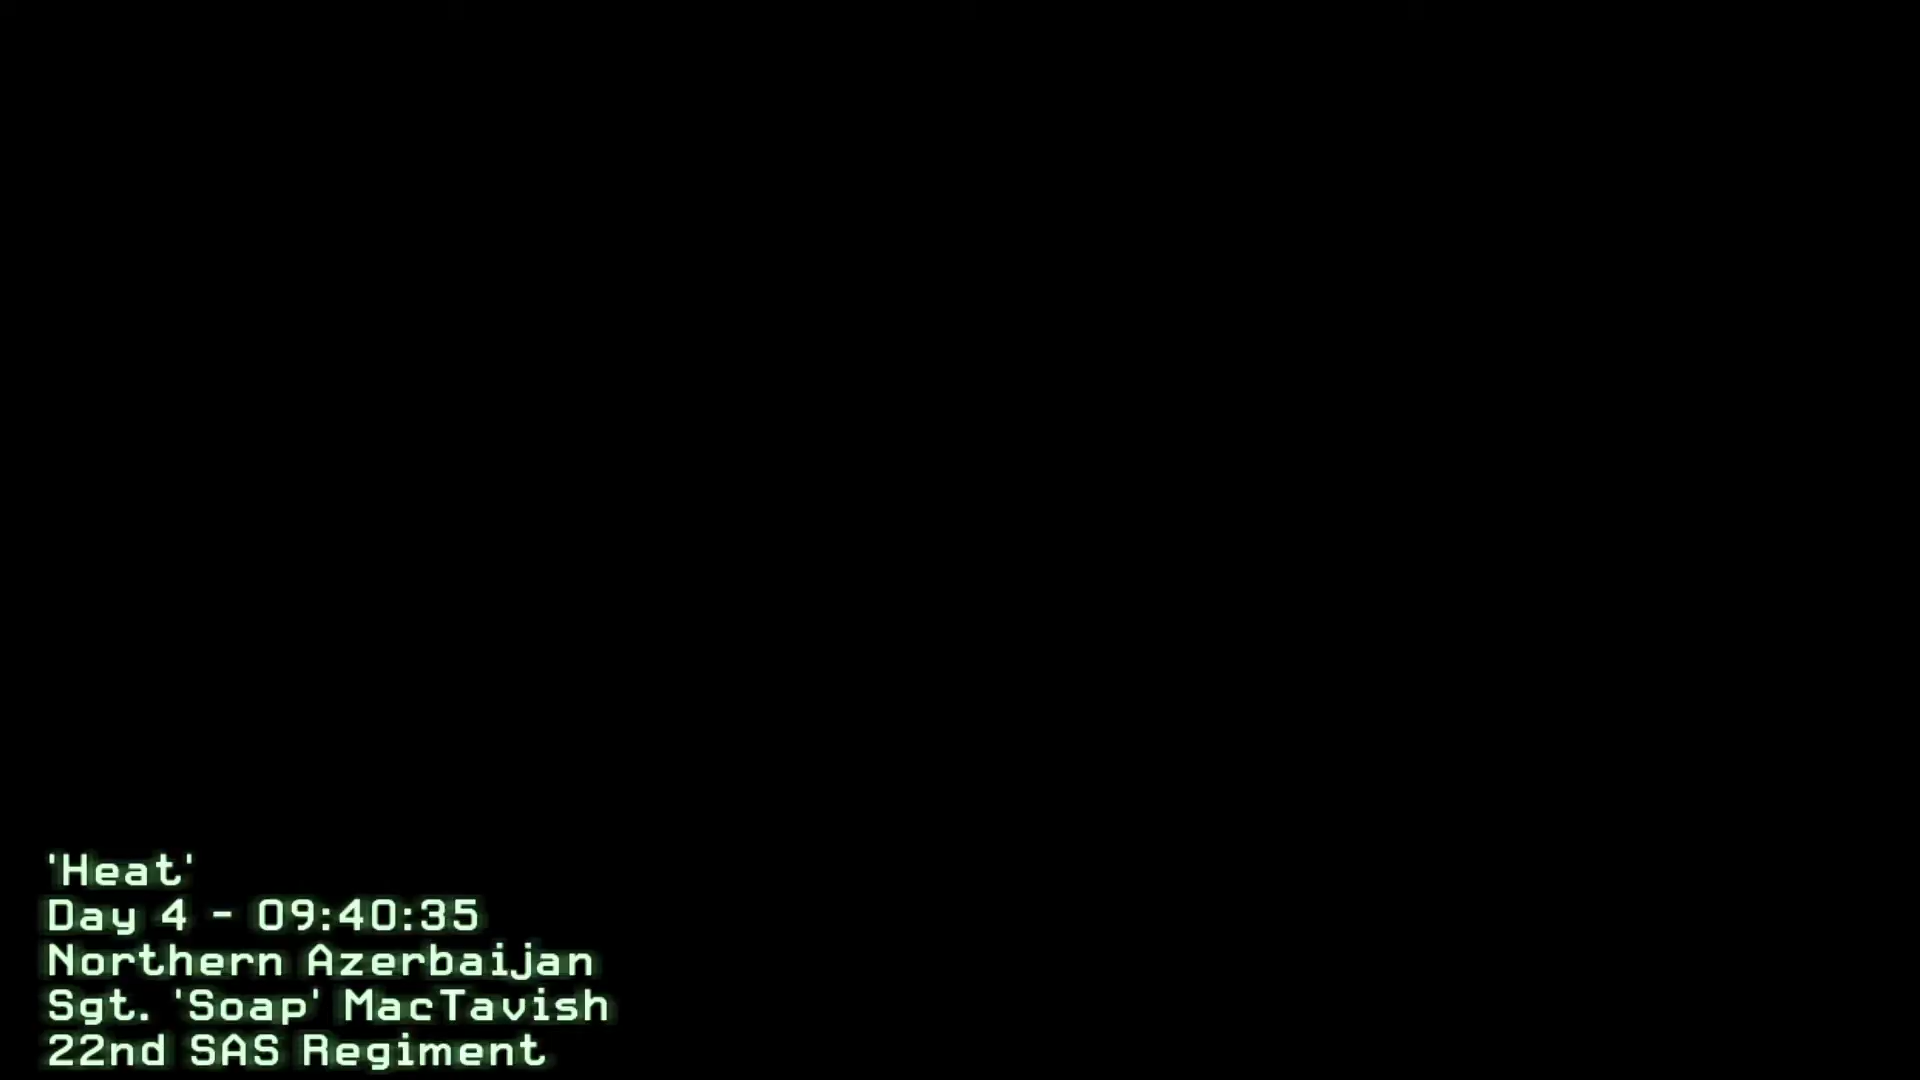 'Heat'
Day 4 - 09:40:35
Northern Azerbaijan
Sgt. 'Soap' MacTavish
22nd SAS Regiment